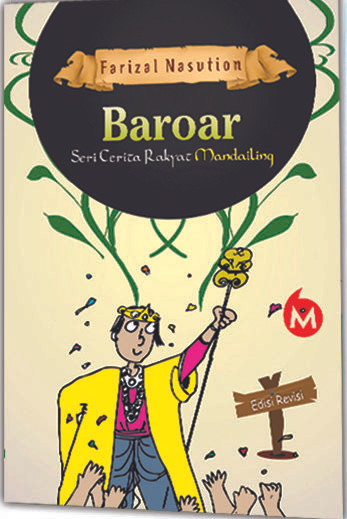 Farizal Nasution
Baroar
Seri Cerita Rakyat Mandailing
M
Edisi Revisi